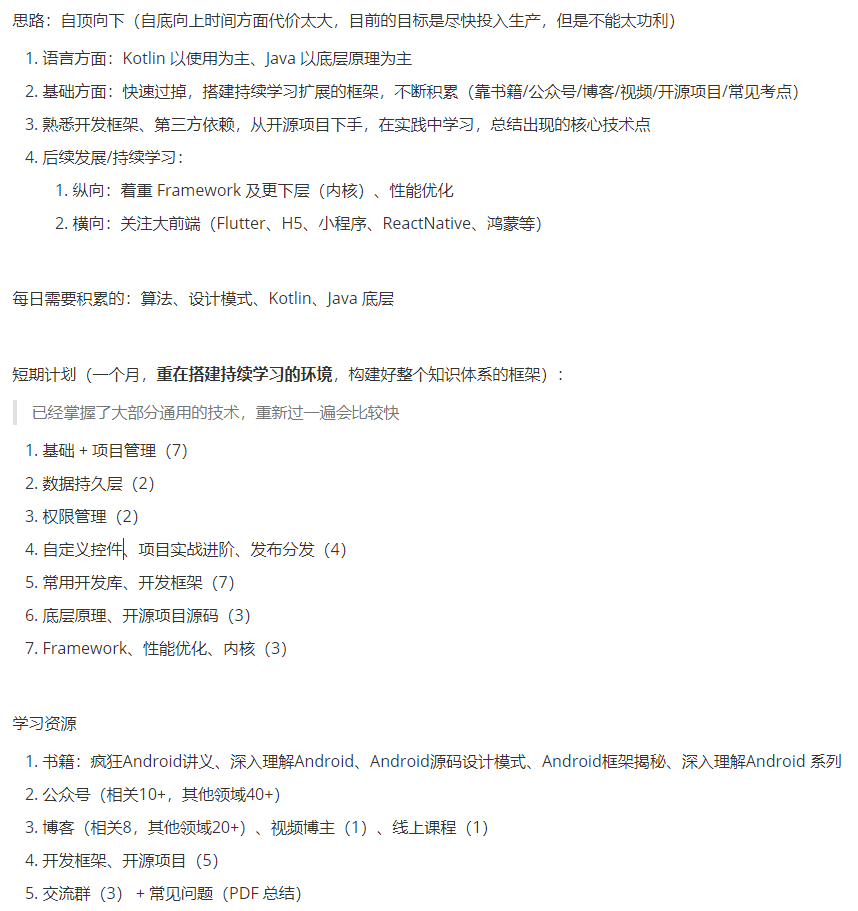 思路：自顶向下（自底向上时间方面代价太大，目前的目标是尽快投入生产，但是不能太功利）
1. 语言方面：Kotlin 以使用为主、Java 以底层原理为主
2. 基础方面：快速过掉，搭建持续学习扩展的框架，不断积累（靠书籍/公众号/博客/视频/开源项目/常见考点）
3. 熟悉开发框架、第三方依赖，从开源项目下手，在实践中学习，总结出现的核心技术点
4. 后续发展/持续学习：
1. 纵向：着重 Framework 及更下层（内核）、性能优化
2. 横向：关注大前端（Flutter、H5、小程序、ReactNative、鸿蒙等）
每日需要积累的：算法、设计模式、Kotlin、Java 底层
短期计划（一个月，重在搭建持续学习的环境，构建好整个知识体系的框架）：
已经掌握了大部分通用的技术，重新过一遍会比较快
1. 基础 + 项目管理（7）
2. 数据持久层（2）
3. 权限管理（2）
4. 自定义控件、项目实战进阶、发布分发（4）
5. 常用开发库、开发框架（7）
6. 底层原理、开源项目源码（3）
7. Framework、性能优化、内核（3）
学习资源
1. 书籍：疯狂Android讲义、深入理解Android、Android源码设计模式、Android框架揭秘、深入理解Android 系列
2. 公众号（相关10+，其他领域40+）
3. 博客（相关8，其他领域20+）、视频博主（1）、线上课程（1）
4. 开发框架、开源项目（5）
5. 交流群（3） + 常见问题（PDF 总结）